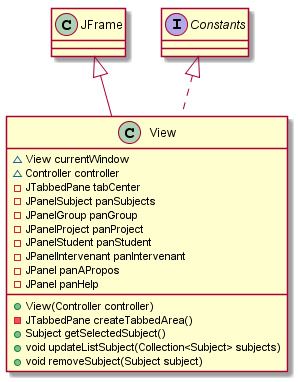 C JFrame
I Constants
C View
View currentWindow
Controller controller
JTabbedPane tabCenter
JPanelSubject panSubjects
JPanelGroup panGroup
JPanelProject panProject
JPanelStudent panStudent
JPanelIntervenant panIntervenant
JPanel panAPropos
JPanel panHelp
View(Controller controller)
JTabbedPane createTabbedArea()
Subject getSelectedSubject()
void updateListSubject(Collection<Subject> subjects)
void removeSubject(Subject subject)